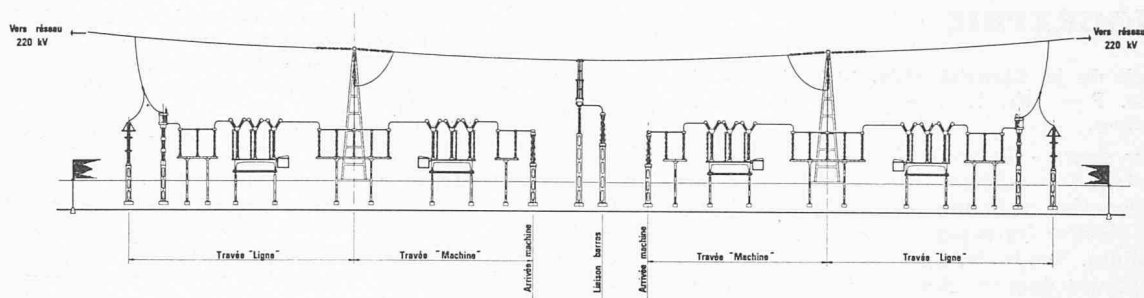 Vers réseau
220 kV
Vers réseau
220 kV
Travée "Ligne"
Travée "Machine"
Arrivée machine
Liaison barres
Arrivée machine
Travée "Machine"
Travée "Ligne"